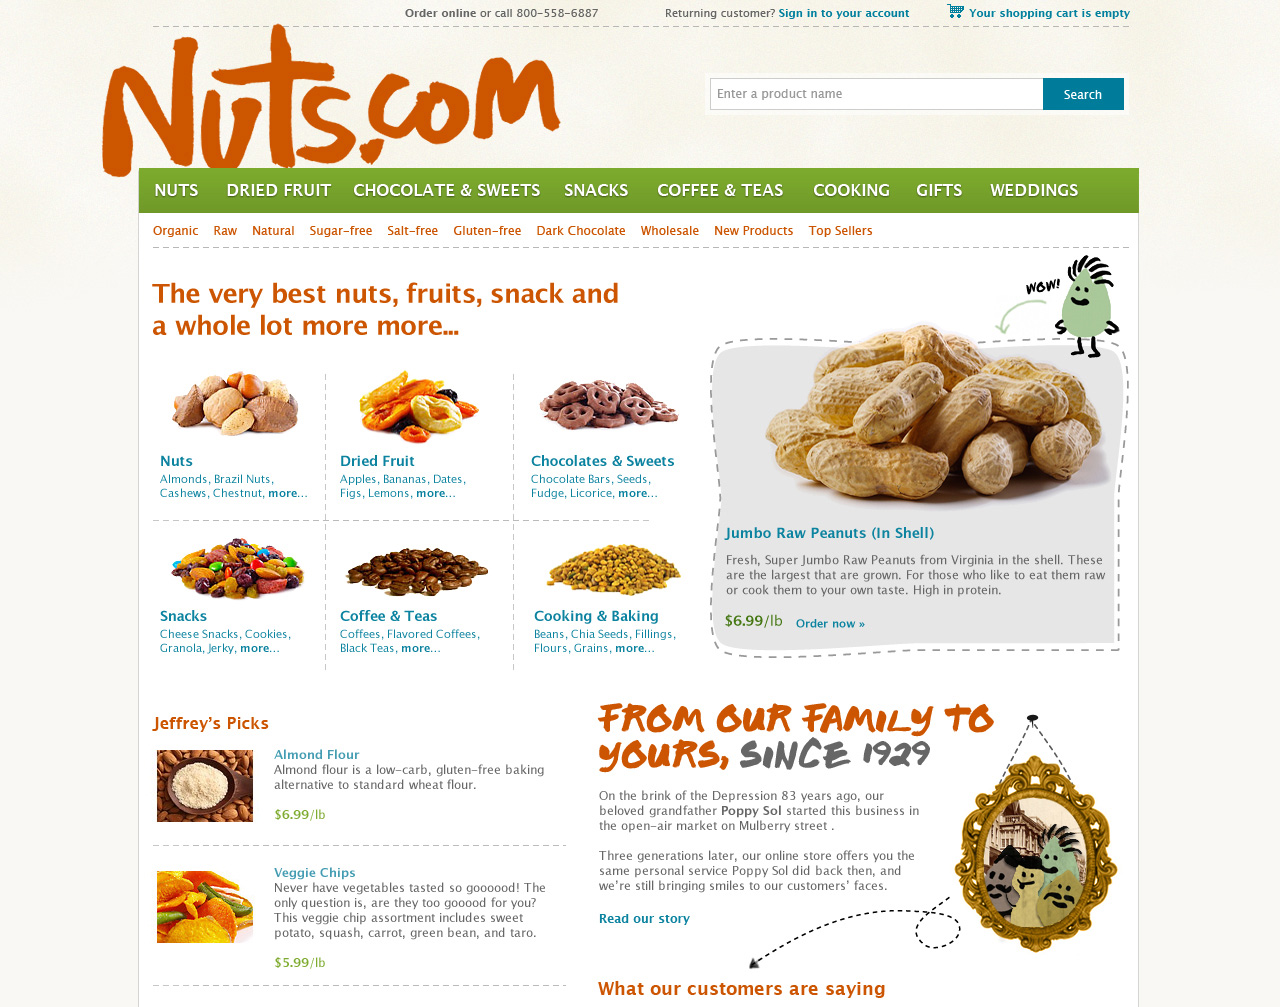 Order online or call 800-558-6887
Returning customer? Sign in to your account
Your shopping cart is empty
Nuts.com
Enter a product name
Search
NUTS DRIED FRUIT CHOCOLATE & SWEETS SNACKS COFFEE & TEAS COOKING GIFTS WEDDINGS
Organic Raw Natural Sugar-free Salt-free Gluten-free Dark Chocolate Wholesale New Products Top Sellers
The very best nuts, fruits, snack and
a whole lot more more...
WOW!
Nuts
Almonds, Brazil Nuts,
Cashews, Chestnut, more...
Dried Fruit
Apples, Bananas, Dates,
Figs, Lemons, more...
Chocolates & Sweets
Chocolate Bars, Seeds,
Fudge, Licorice, more...
Snacks
Cheese Snacks, Cookies,
Granola, Jerky, more...
Coffee & Teas
Coffees, Flavored Coffees,
Black Teas, more...
Cooking & Baking
Beans, Chia Seeds, Fillings,
Flours, Grains, more...
Jumbo Raw Peanuts (In Shell)
Fresh, Super Jumbo Raw Peanuts from Virginia in the shell. These
are the largest that are grown. For those who like to eat them raw
or cook them to your own taste. High in protein.
$6.99/lb Order now »
Jeffrey's Picks
Almond Flour
Almond flour is a low-carb, gluten-free baking
alternative to standard wheat flour.
$6.99/lb
Veggie Chips
Never have vegetables tasted so goooood! The
only question is, are they too gooood for you?
This veggie chip assortment includes sweet
potato, squash, carrot, green bean, and taro.
$5.99/lb
FROM OUR FAMILY TO
YOURS, SINCE 1929
On the brink of the Depression 83 years ago, our
beloved grandfather Poppy Sol started this business in
the open-air market on Mulberry street .
Three generations later, our online store offers you the
same personal service Poppy Sol did back then, and
we're still bringing smiles to our customers' faces.
Read our story
What our customers are saying